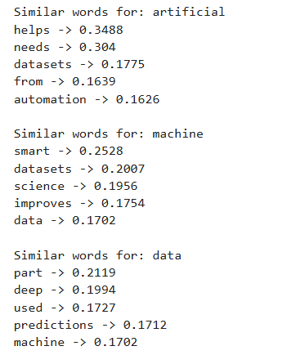 Similar words for: artificial
helps -> 0.3488
needs -> 0.304
datasets -> 0.1775
from -> 0.1639
automation -> 0.1626
Similar words for: machine
smart -> 0.2528
datasets -> 0.2007
science -> 0.1956
improves -> 0.1754
data -> 0.1702
Similar words for: data
part -> 0.2119
deep -> 0.1994
used -> 0.1727
predictions -> 0.1712
machine -> 0.1702